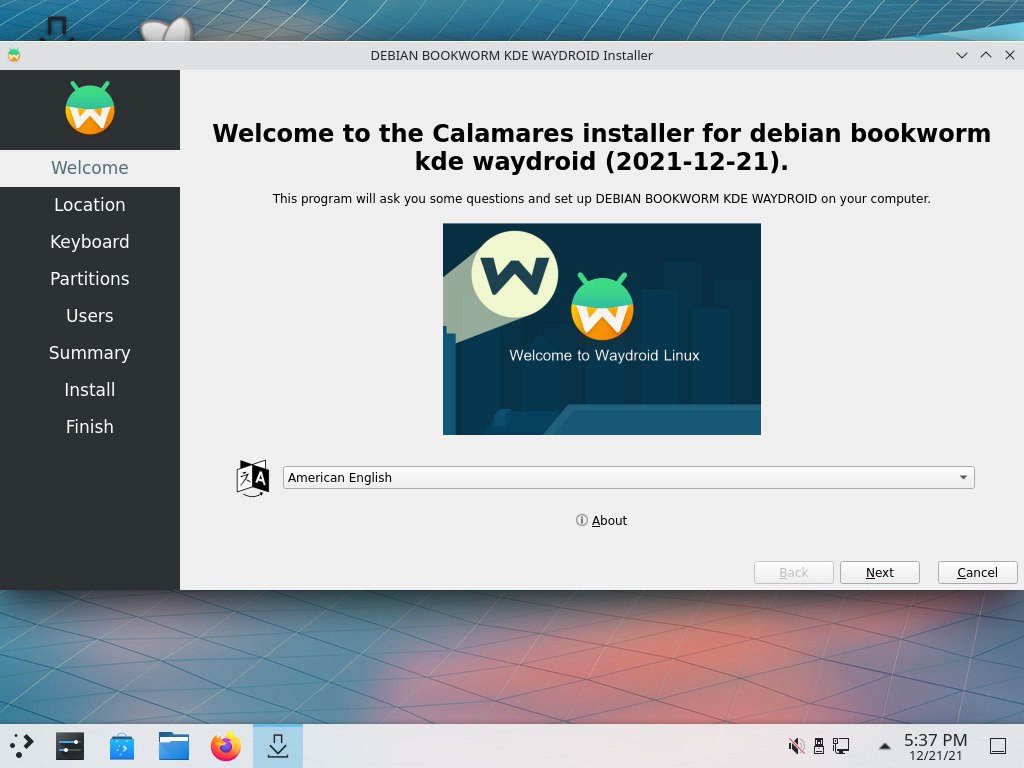 DEBIAN BOOKWORM KDE WAYDROID Installer
Welcome
Location
Keyboard
Partitions
Users
Summary
Install
Finish
Welcome to the Calamares installer for debian bookworm
kde waydroid (2021-12-21).
This program will ask you some questions and set up DEBIAN BOOKWORM KDE WAYDROID on your computer.
W
Welcome to Waydroid Linux
A
American English
About
Back
Next
Cancel
5:37 PM
12/21/21